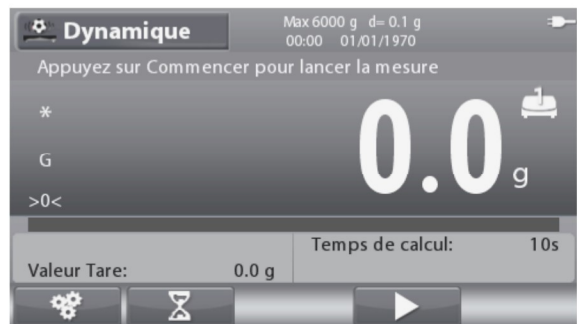 Dynamique
Max 6000 g d= 0.1 g
00:00 01/01/1970
Appuyez sur Commencer pour lancer la mesure
*
1
0.0 g
G
>0<
Temps de calcul: 10s
Valeur Tare: 0.0 g